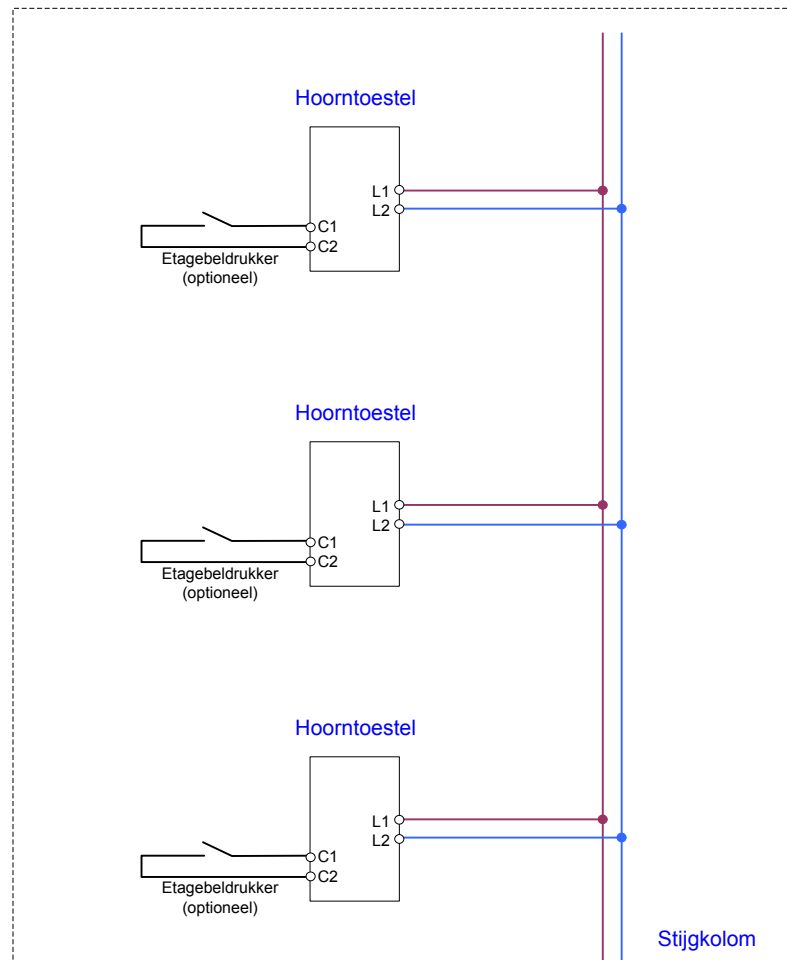 Hoorntoestel
L1
L2
C1
C2
Etagebeldrukker
(optioneel)
Hoorntoestel
L1
L2
C1
C2
Etagebeldrukker
(optioneel)
Hoorntoestel
L1
L2
C1
C2
Etagebeldrukker
(optioneel)
Stijgkolom